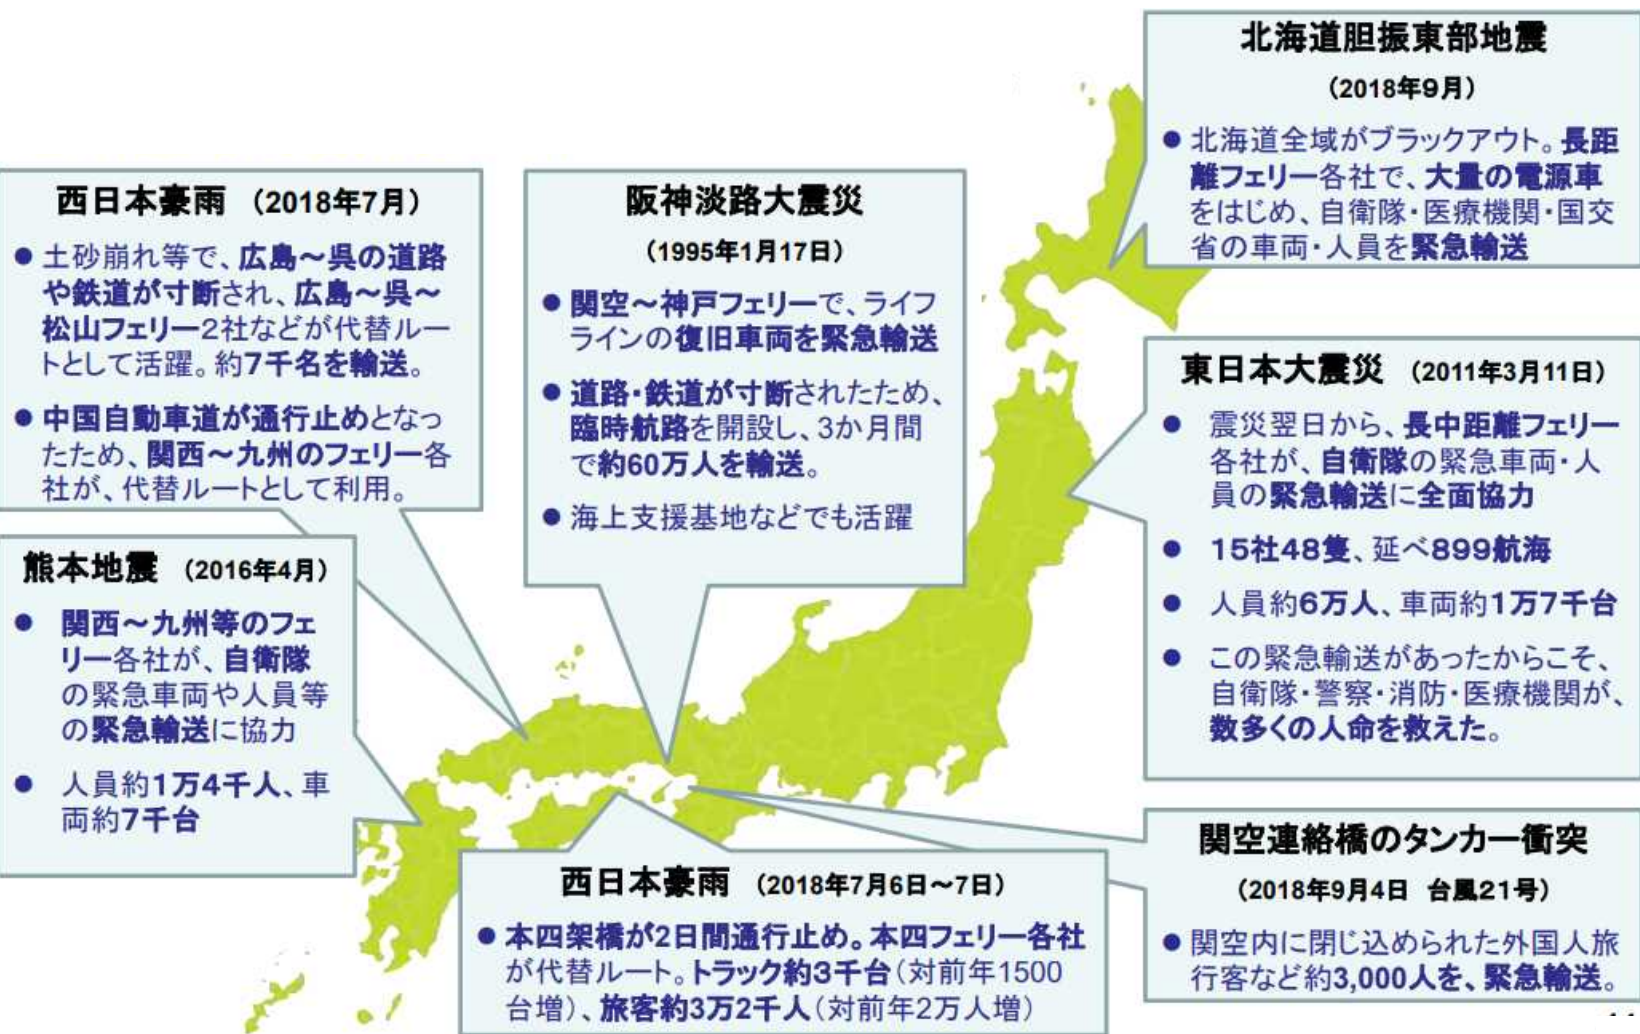 北海道胆振東部地震
（2018年9月）
● 北海道全域がブラックアウト。長距
離フェリー各社で、大量の電源車
をはじめ、自衛隊・医療機関・国交
省の車両・人員を緊急輸送
西日本豪雨 （2018年7月）
● 土砂崩れ等で、広島～呉の道路
や鉄道が寸断され、広島～呉～
松山フェリー2社などが代替ルー
トとして活躍。約7千名を輸送。
● 中国自動車道が通行止めとなっ
たため、関西～九州のフェリー各
社が、代替ルートとして利用。
阪神淡路大震災
（1995年1月17日）
● 関空～神戸フェリーで、ライフ
ラインの復旧車両を緊急輸送
● 道路・鉄道が寸断されたため、
臨時航路を開設し、3か月間
で約60万人を輸送。
● 海上支援基地などでも活躍
東日本大震災 （2011年3月11日）
● 震災翌日から、長中距離フェリー
各社が、自衛隊の緊急車両・人
員の緊急輸送に全面協力
● 15社48隻、延べ899航海
● 人員約6万人、車両約1万7千台
● この緊急輸送があったからこそ、
自衛隊・警察・消防・医療機関が、
数多くの人命を救えた。
熊本地震 （2016年4月）
● 関西～九州等のフェ
リー各社が、自衛隊
の緊急車両や人員等
の緊急輸送に協力
● 人員約1万4千人、車
両約7千台
西日本豪雨 （2018年7月6日～7日）
● 本四架橋が2日間通行止め。本四フェリー各社
が代替ルート。トラック約3千台（対前年1500
台増）、旅客約3万2千人（対前年2万人増）
関空連絡橋のタンカー衝突
（2018年9月4日 台風21号）
● 関空内に閉じ込められた外国人旅
行客など約3,000人を、緊急輸送。